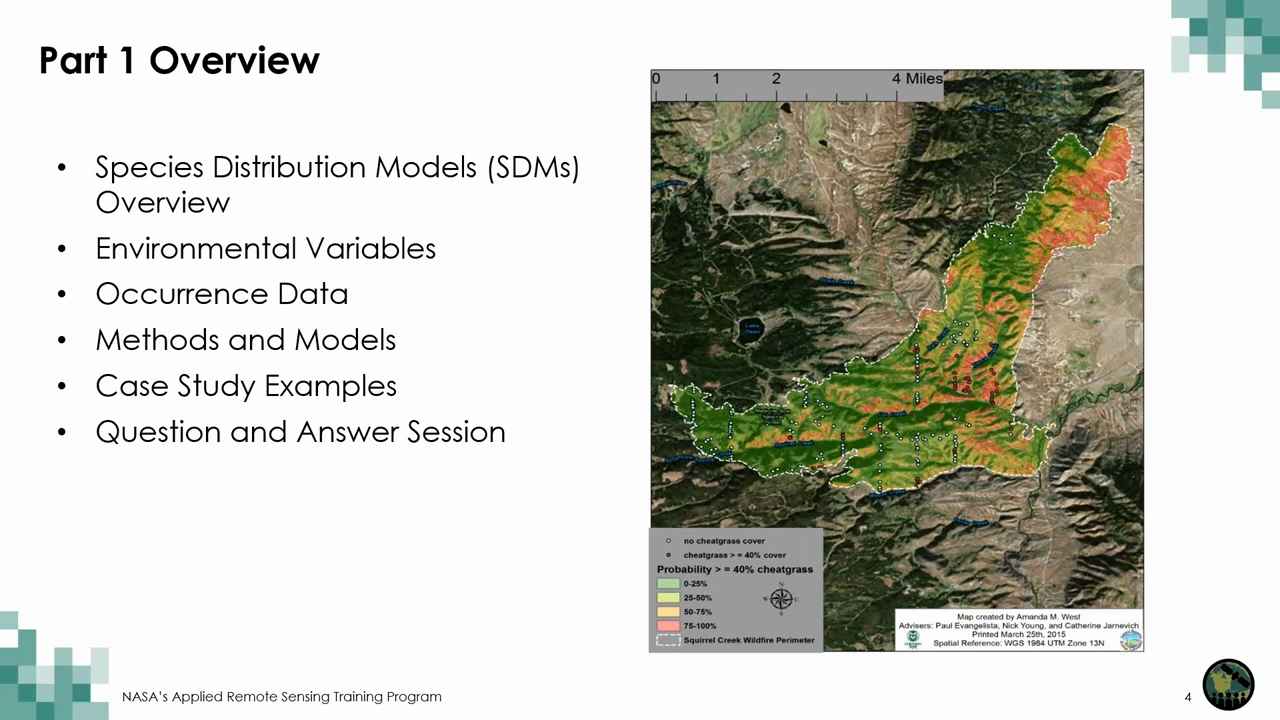 Part 1 Overview
• Species Distribution Models (SDMs)
Overview
• Environmental Variables
• Occurrence Data
• Methods and Models
• Case Study Examples
• Question and Answer Session
0 1 2 4 Miles
no cheatgrass cover
cheatgrass > = 40% cover
Probability > = 40% cheatgrass
0-25%
25-50%
50-75%
75-100%
Squirrel Creek Wildfire Perimeter
N
W E
S
Map created by Amanda M. West
Advisers: Paul Evangelista, Nick Young, and Catherine Jarnevich
Printed March 25th, 2015
Spatial Reference: WGS 1984 UTM Zone 13N
NASA's Applied Remote Sensing Training Program
4